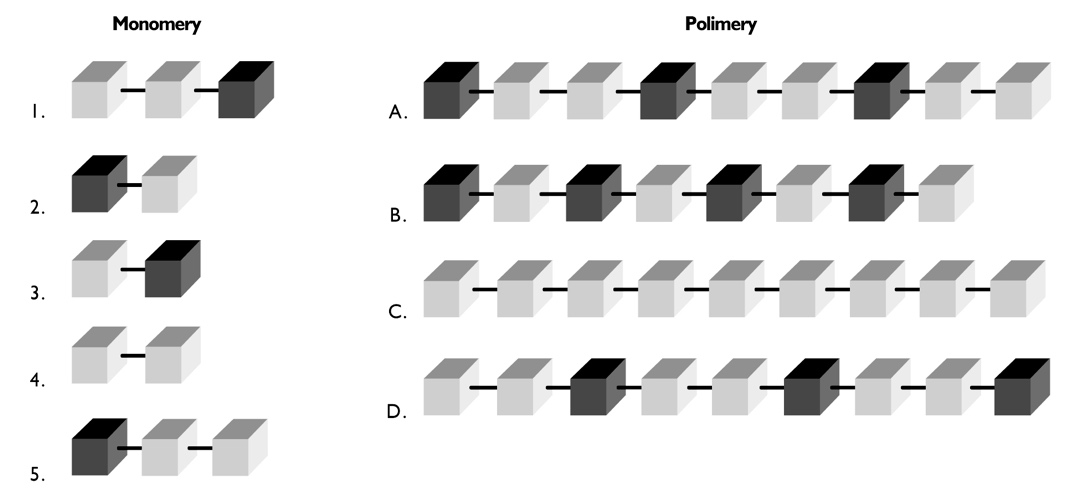 Monomery
Polimery
1.
A.
2.
B.
3.
C.
4.
D.
5.